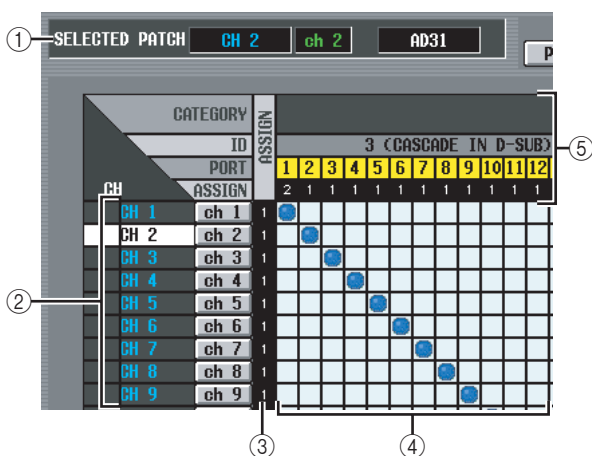 ① SELECTED PATCH CH 2 ch 2 AD31
P
CATEGORY
ASSIGN
ID 3 (CASCADE IN D-SUB)
⑤
PORT 1 2 3 4 5 6 7 8 9 10 11 12
CH ASSIGN 2 1 1 1 1 1 1 1 1 1 1 1
CH 1 ch 1 1
CH 2 ch 2 1
CH 3 ch 3 1
CH 4 ch 4 1
② CH 5 ch 5 1
CH 6 ch 6 1
CH 7 ch 7 1
CH 8 ch 8 1
CH 9 ch 9 1
③ ④